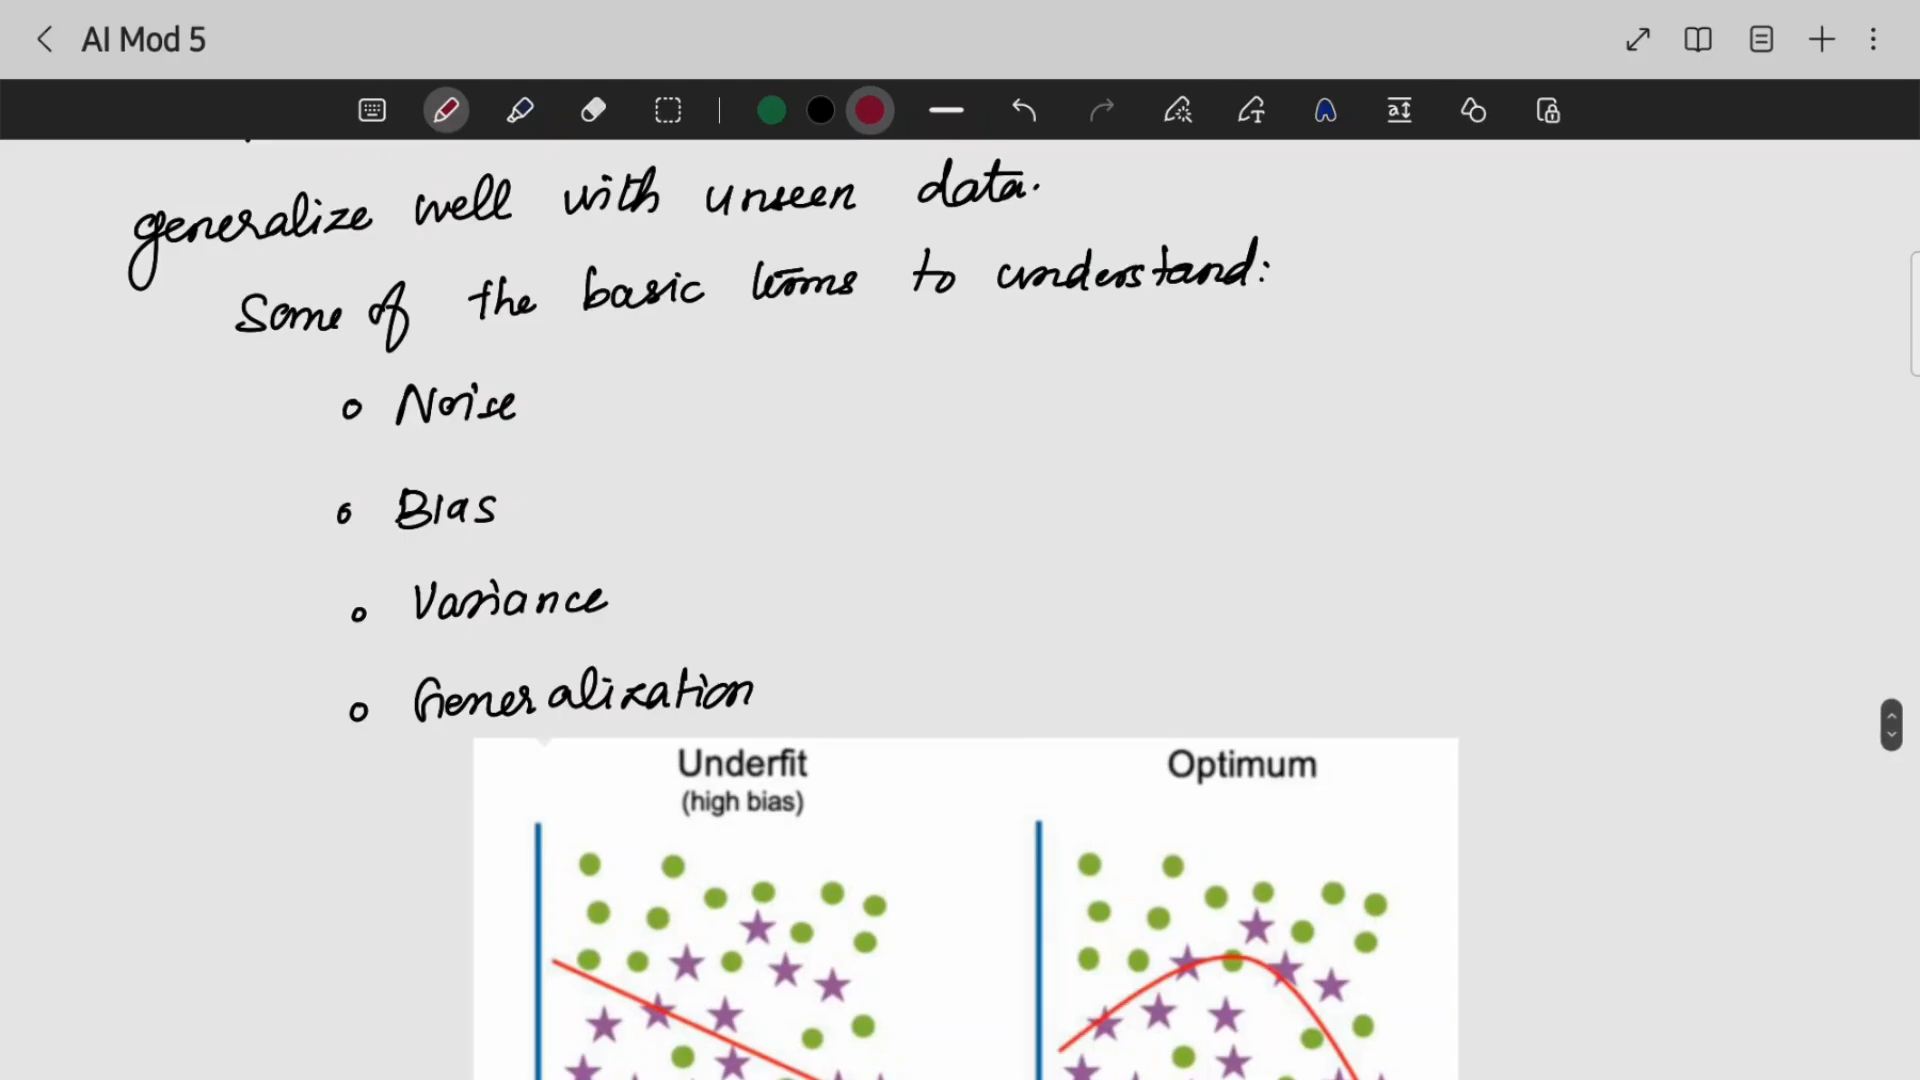 AI Mod 5
generalize well with unseen data.
Some of the basic terms to understand:
Noise
Bias
Variance
Generalization
Underfit Optimum
(high bias)